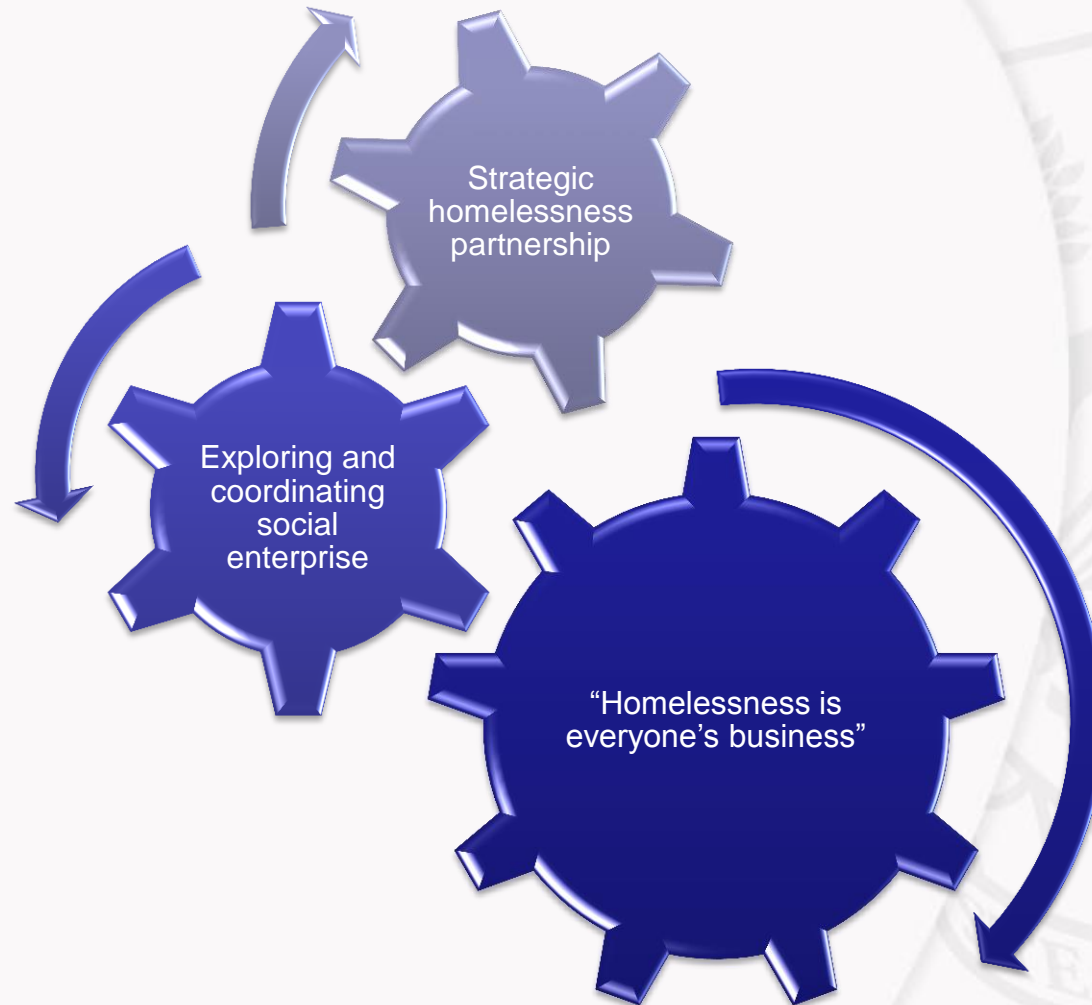 Strategic
homelessness
partnership
Exploring and
coordinating
social
enterprise
“Homelessness is
everyone’s business”